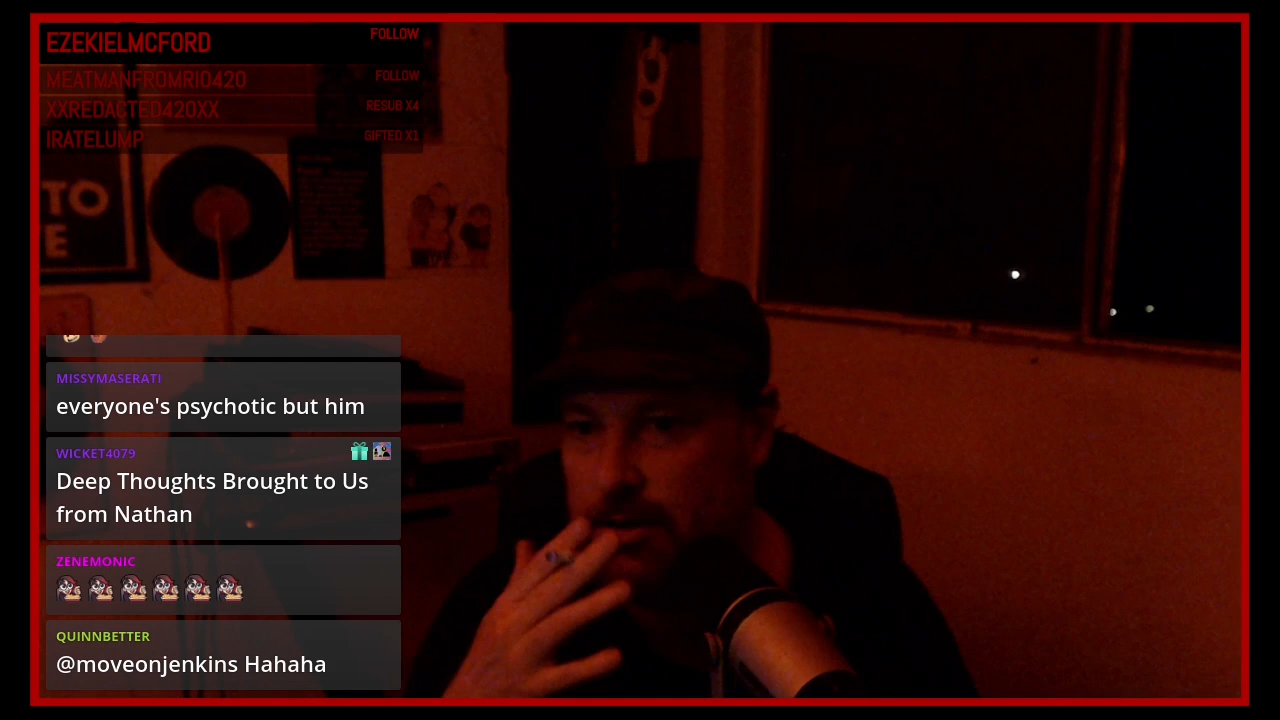 EZEKIELMCFORD FOLLOW
MEATMANFROMRIO420 FOLLOW
XXREDACTED420XX RESUB X4
IRATELUMP GIFTED X1
TO
E
MISSYMASERATI
everyone's psychotic but him
WICKET4079
Deep Thoughts Brought to Us
from Nathan
ZENEMONIC
QUINNBETTER
@moveonjenkins Hahaha